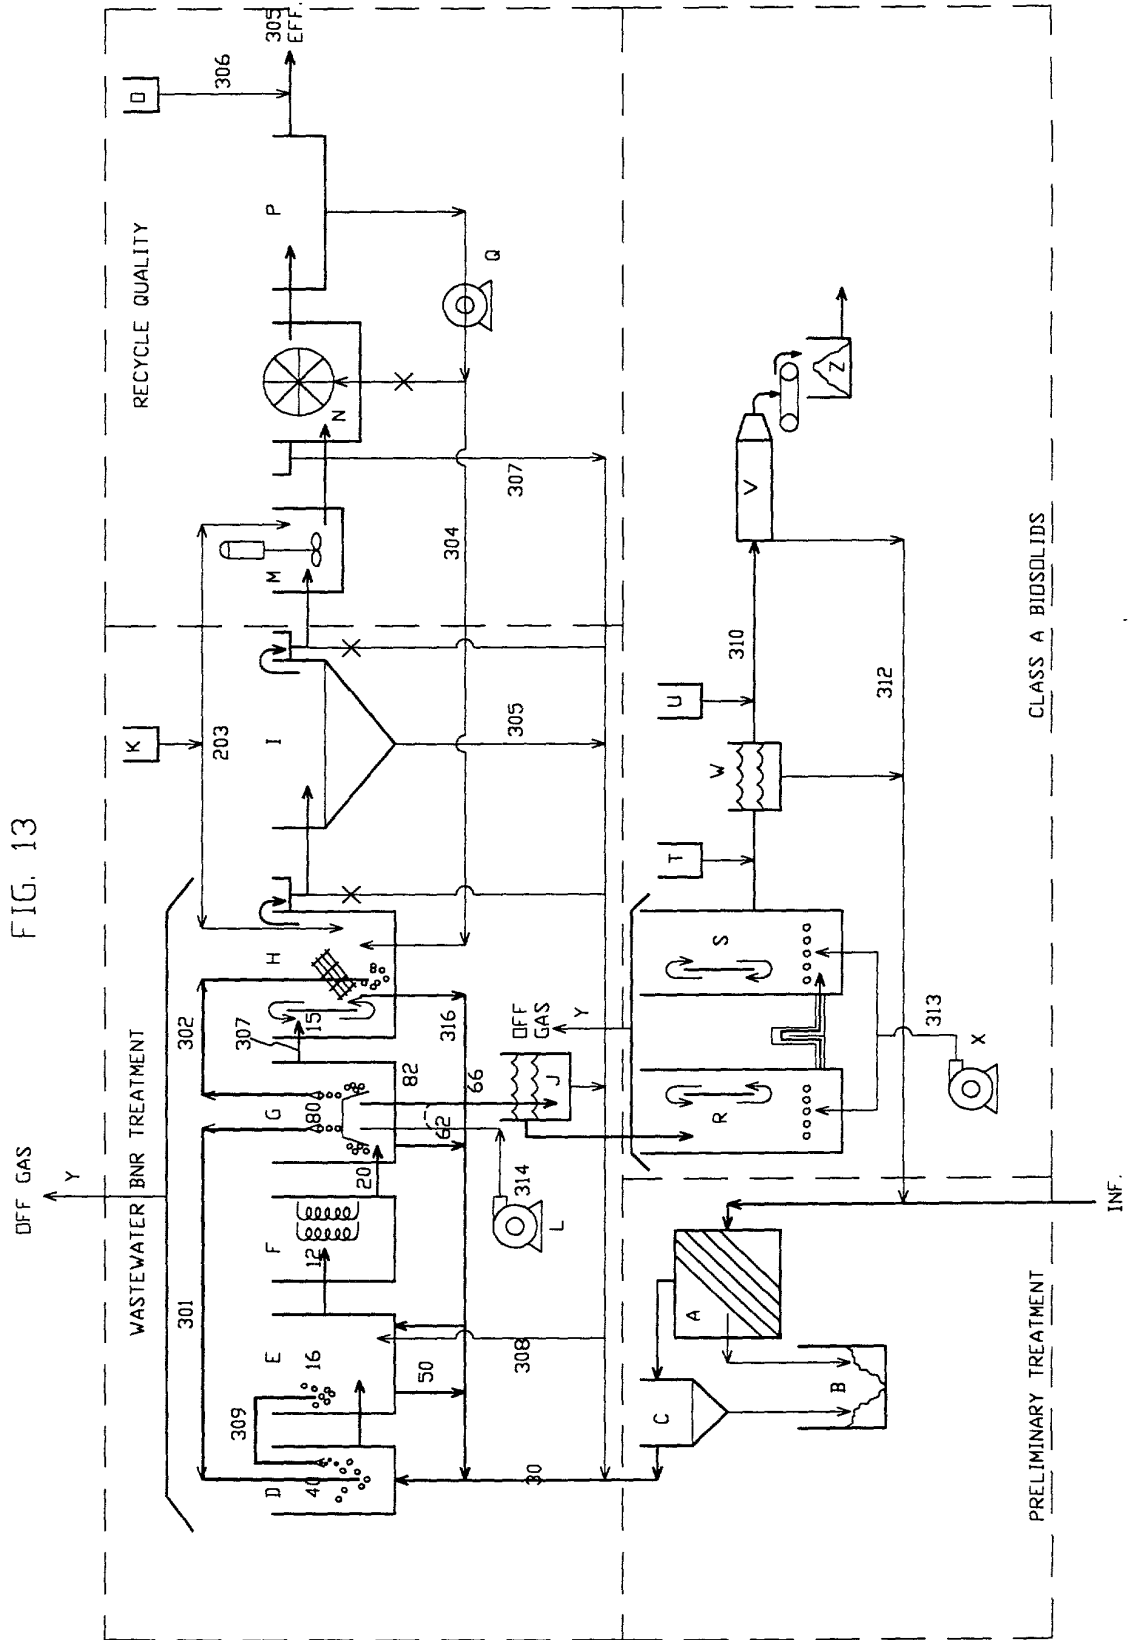 FIG. 13
OFF GAS
Y
WASTEWATER BNR TREATMENT
RECYCLE QUALITY
K
O
306
305
EFF.
301
302
203
309
307
D
40
E
16
F
12
G
80
H
15
I
M
N
P
20
82
316
50
62
66
308
314
L
J
305
304
307
Q
30
OFF
GAS
Y
C
A
B
R
S
T
W
U
310
V
Z
312
313
X
INF.
PRELIMINARY TREATMENT
CLASS A BIOSOLIDS